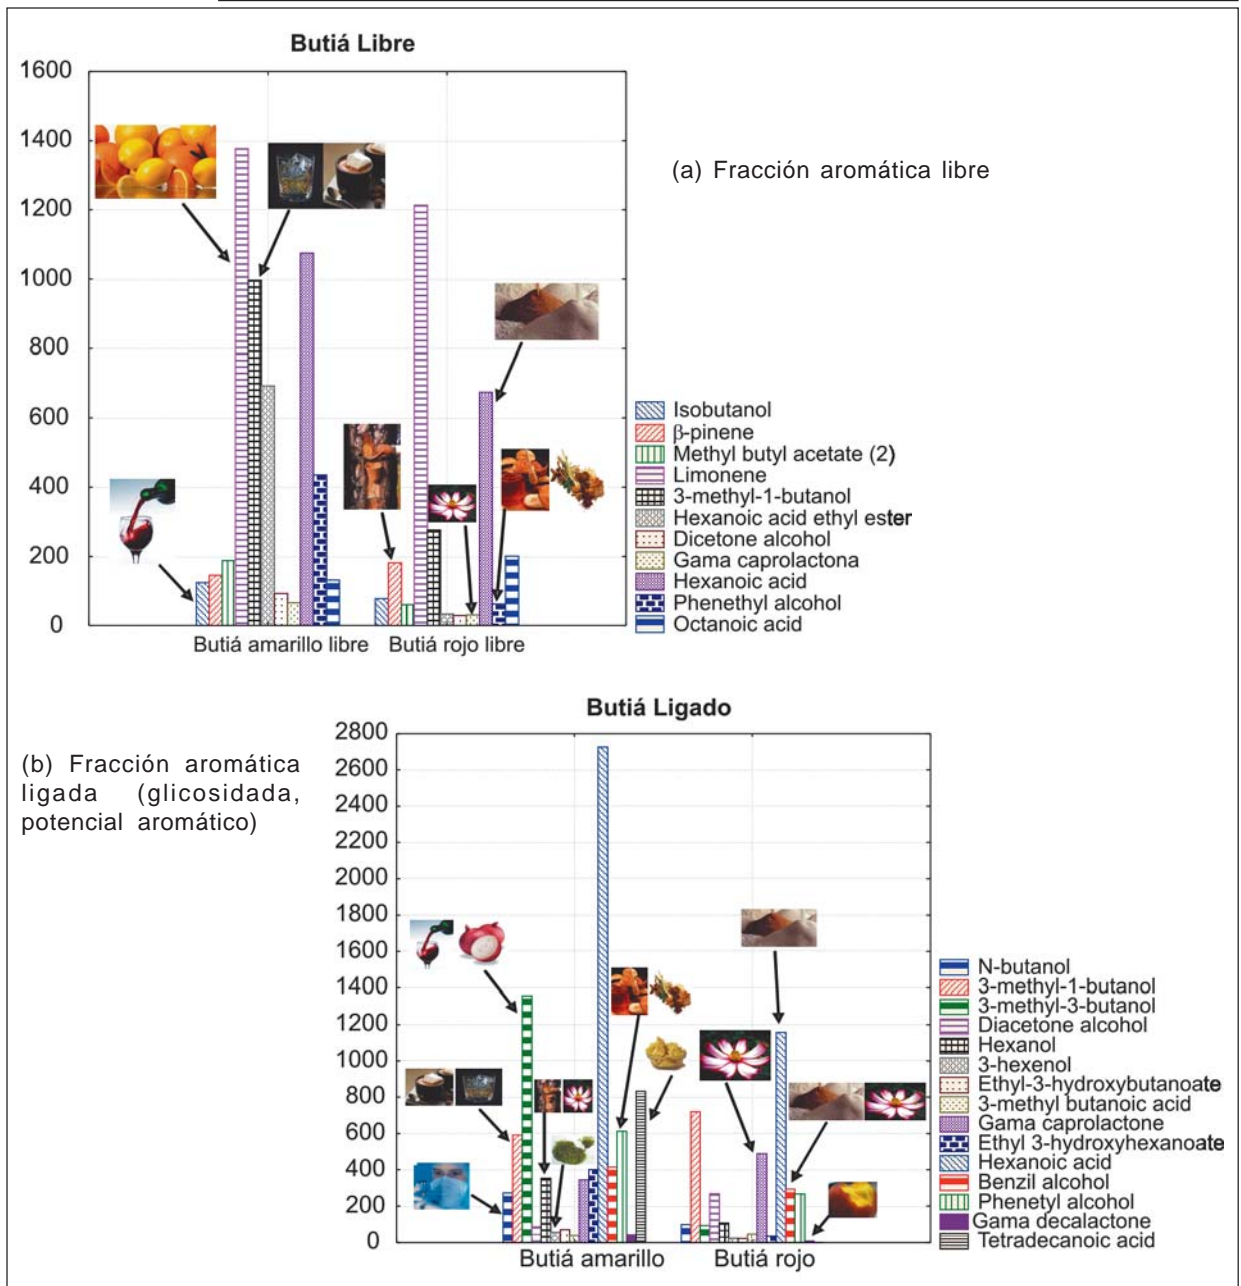 Butiá Libre
1600
1400
1200
1000
800
600
400
200
0
(a) Fracción aromática libre
Isobutanol
β-pinene
Methyl butyl acetate (2)
Limonene
3-methyl-1-butanol
Hexanoic acid ethyl ester
Dicetone alcohol
Gama caprolactona
Hexanoic acid
Phenethyl alcohol
Octanoic acid
Butiá amarillo libre Butiá rojo libre
Butiá Ligado
(b) Fracción aromática
ligada (glicosidada,
potencial aromático)
2800
2600
2400
2200
2000
1800
1600
1400
1200
1000
800
600
400
200
0
N-butanol
3-methyl-1-butanol
3-methyl-3-butanol
Diacetone alcohol
Hexanol
3-hexenol
Ethyl-3-hydroxybutanoate
3-methyl butanoic acid
Gama caprolactone
Ethyl 3-hydroxyhexanoate
Hexanoic acid
Benzil alcohol
Phenetyl alcohol
Gama decalactone
Tetradecanoic acid
Butiá amarillo Butiá rojo